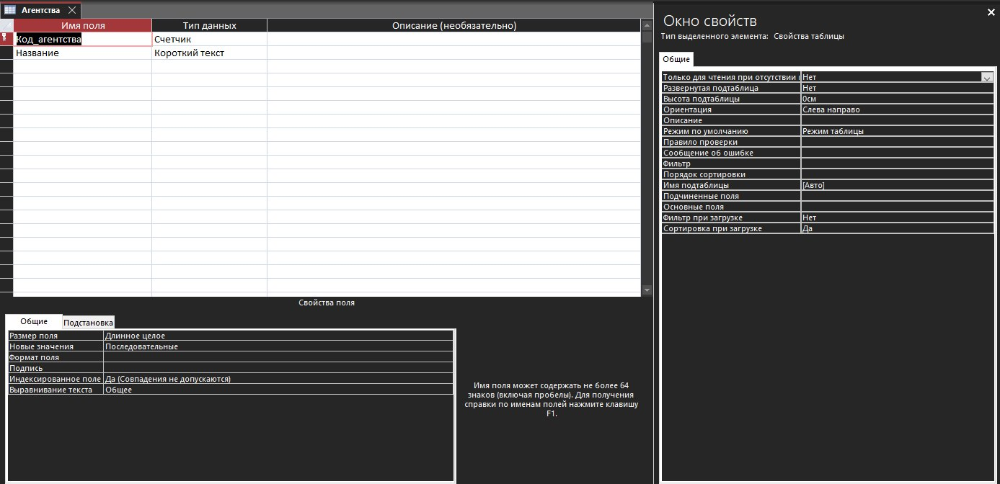 Агентства
Имя поля Тип данных Описание (необязательно)
Код_агентства Счетчик
Название Короткий текст
Свойства поля
Общие Подстановка
Размер поля Длинное целое
Новые значения Последовательные
Формат поля
Подпись
Индексированное поле Да (Совпадения не допускаются)
Выравнивание текста Общее
Имя поля может содержать не более 64
знаков (включая пробелы). Для получения
справки по именам полей нажмите клавишу
F1.
Окно свойств
Тип выделенного элемента: Свойства таблицы
Общие
Только для чтения при отсутствии Нет
Развернутая подтаблица Нет
Высота подтаблицы 0см
Ориентация Слева направо
Описание
Режим по умолчанию Режим таблицы
Правило проверки
Сообщение об ошибке
Фильтр
Порядок сортировки
Имя подтаблицы [Авто]
Подчиненные поля
Основные поля
Фильтр при загрузке Нет
Сортировка при загрузке Да